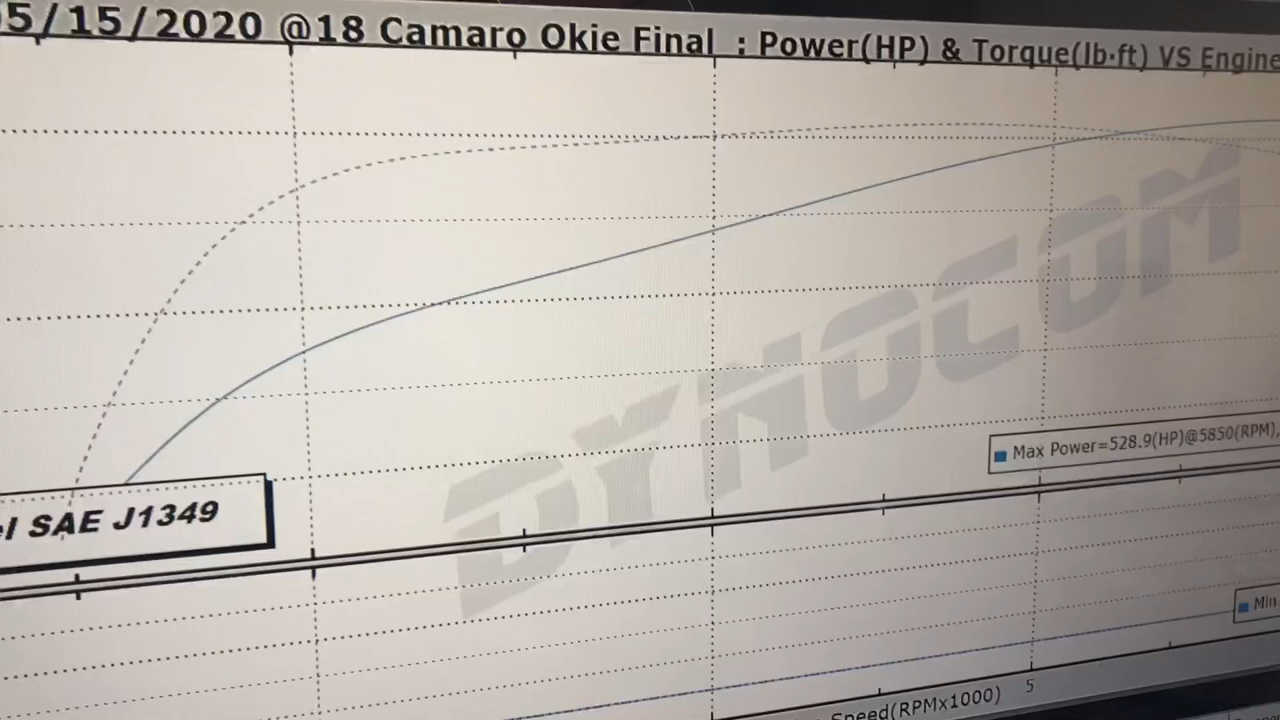 5/15/2020 @18 Camaro Okie Final : Power(HP) & Torque(lb·ft) VS Engine
DYNOCOM
Max Power=528.9(HP)@5850(RPM),
SAE J1349
Min
Speed(RPMx1000)
5